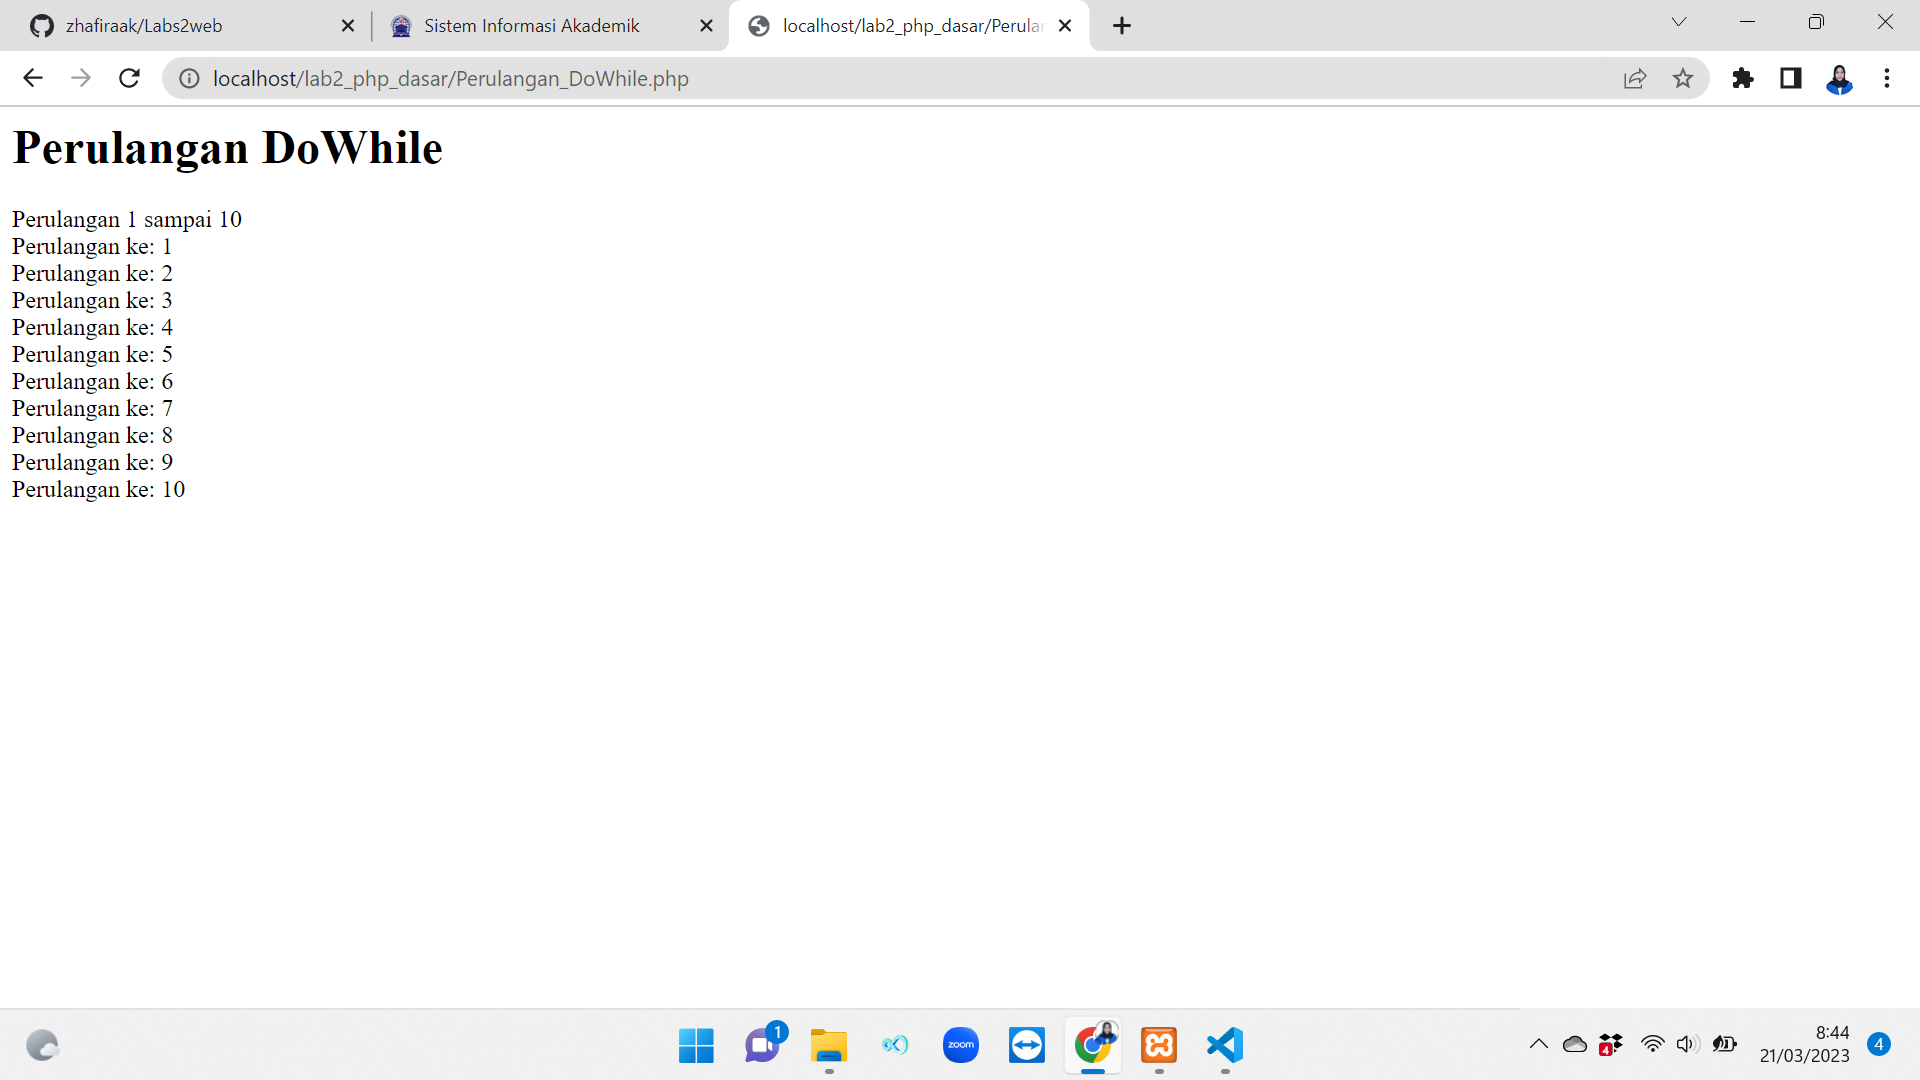 zhafiraak/Labs2web
Sistem Informasi Akademik
localhost/lab2_php_dasar/Perular
localhost/lab2_php_dasar/Perulangan_DoWhile.php
Perulangan DoWhile
Perulangan 1 sampai 10
Perulangan ke: 1
Perulangan ke: 2
Perulangan ke: 3
Perulangan ke: 4
Perulangan ke: 5
Perulangan ke: 6
Perulangan ke: 7
Perulangan ke: 8
Perulangan ke: 9
Perulangan ke: 10
1
zoom
4
8:44
21/03/2023
4